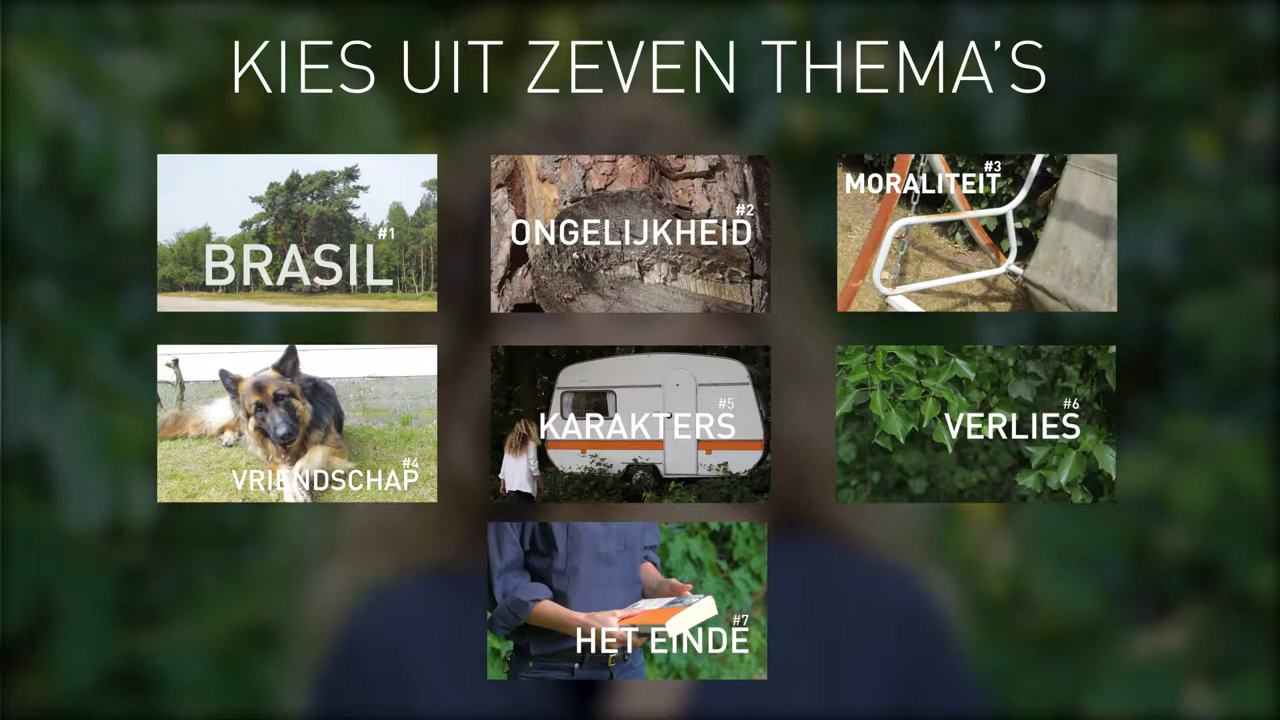 KIES UIT ZEVEN THEMA'S
#1
BRASIL
#2
ONGELIJKHEID
#3
MORALITEIT
#4
VRIENDSCHAP
#5
KARAKTERS
#6
VERLIES
#7
HET EINDE